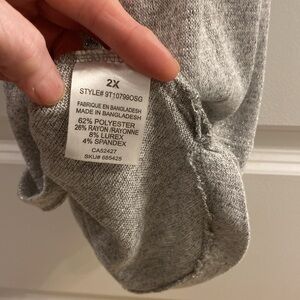 2X
STYLE# 9T10799OSG
FABRIQUE EN BANGLADESH
MADE IN BANGLADESH
62% POLYESTER
26% RAYON /RAYONNE
8% LUREX
4% SPANDEX
CA52427
SKU# 685428